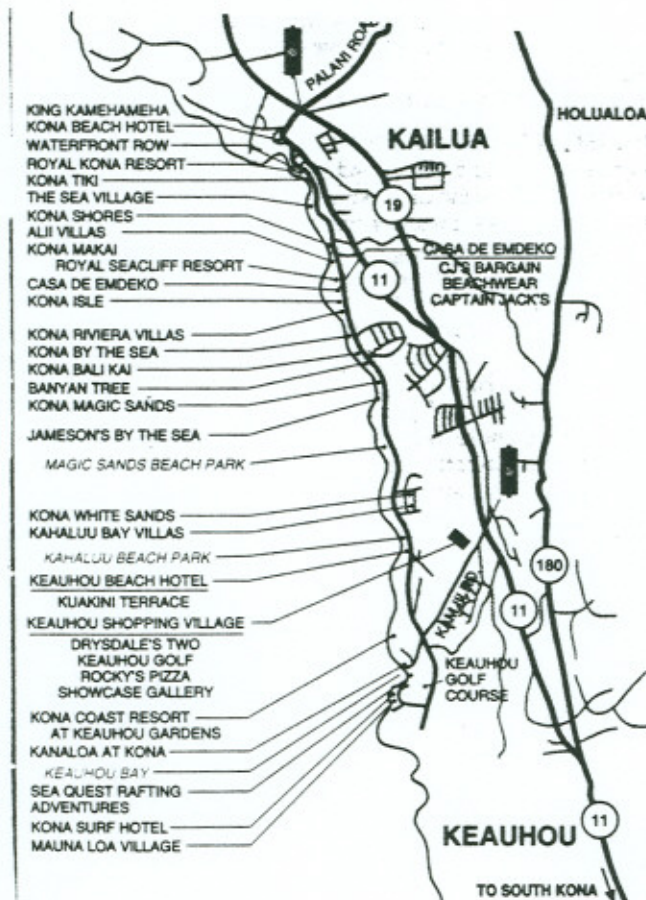 PALANI ROAD
HOLUALOA
KAILUA
KING KAMEHAMEHA
KONA BEACH HOTEL
WATERFRONT ROW
ROYAL KONA RESORT
KONA TIKI
THE SEA VILLAGE
KONA SHORES
ALII VILLAS
KONA MAKAI
ROYAL SEACLIFF RESORT
CASA DE EMDEKO
KONA ISLE
19
11
CASA DE EMDEKO
CJ'S BARGAIN
BEACHWEAR
CAPTAIN JACK'S
KONA RIVIERA VILLAS
KONA BY THE SEA
KONA BALI KAI
BANYAN TREE
KONA MAGIC SANDS
JAMESON'S BY THE SEA
MAGIC SANDS BEACH PARK
KONA WHITE SANDS
KAHALUU BAY VILLAS
KAHALUU BEACH PARK
KEAUHOU BEACH HOTEL
KUAKINI TERRACE
KEAUHOU SHOPPING VILLAGE
DRYSDALE'S TWO
KEAUHOU GOLF
ROCKY'S PIZZA
SHOWCASE GALLERY
KONA COAST RESORT
AT KEAUHOU GARDENS
KANALOA AT KONA
KEAUHOU BAY
SEA QUEST RAFTING
ADVENTURES
KONA SURF HOTEL
MAUNA LOA VILLAGE
180
11
KEAUHOU
GOLF
COURSE
KEAUHOU
11
TO SOUTH KONA